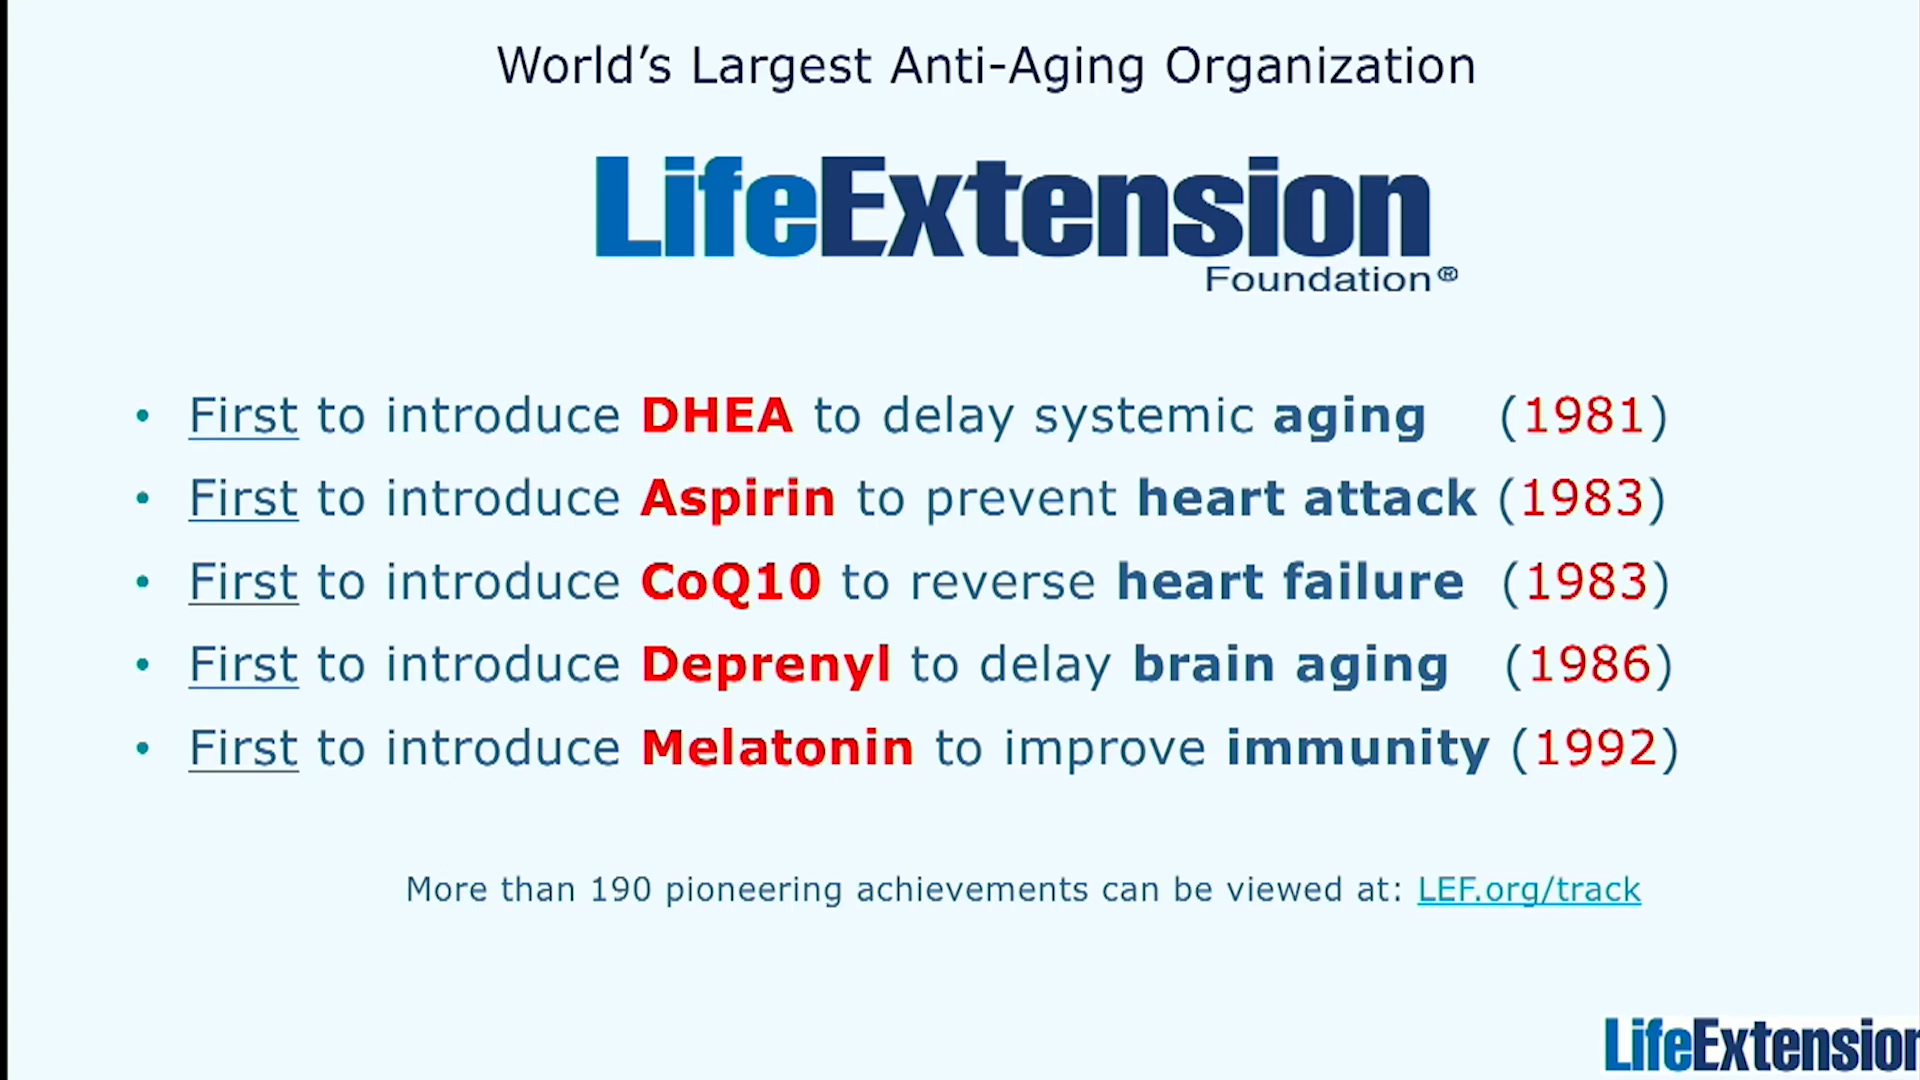 World’s Largest Anti-Aging Organization
LifeExtension
Foundation®
• First to introduce DHEA to delay systemic aging (1981)
• First to introduce Aspirin to prevent heart attack (1983)
• First to introduce CoQ10 to reverse heart failure (1983)
• First to introduce Deprenyl to delay brain aging (1986)
• First to introduce Melatonin to improve immunity (1992)
More than 190 pioneering achievements can be viewed at: LEF.org/track
LifeExtension